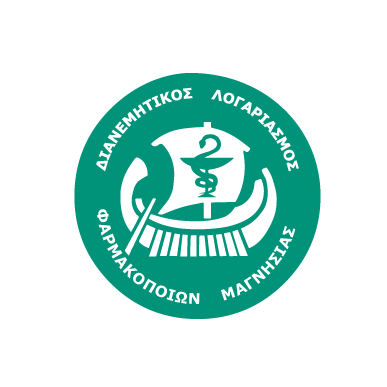 ΔΙΑΝΕΜΗΤΙΚΟΣ ΛΟΓΑΡΙΑΣΜΟΣ
ΦΑΡΜΑΚΟΠΟΙΩΝ ΜΑΓΝΗΣΙΑΣ